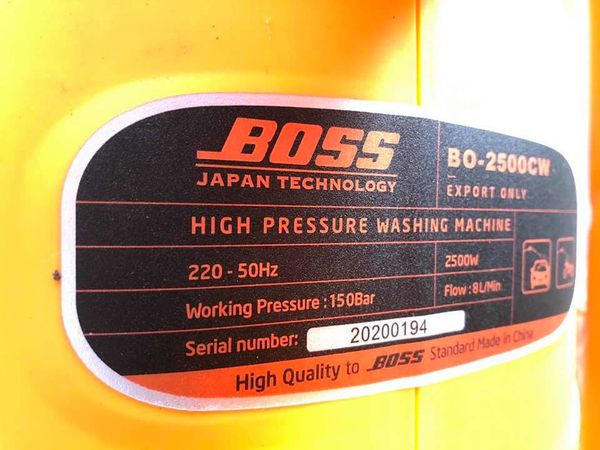 BOSS
JAPAN TECHNOLOGY
BO-2500CW
EXPORT ONLY
HIGH PRESSURE WASHING MACHINE
220 - 50Hz
2500W
Working Pressure : 150Bar
Flow : 8L/Min
Serial number: 20200194
High Quality to BOSS Standard Made in China